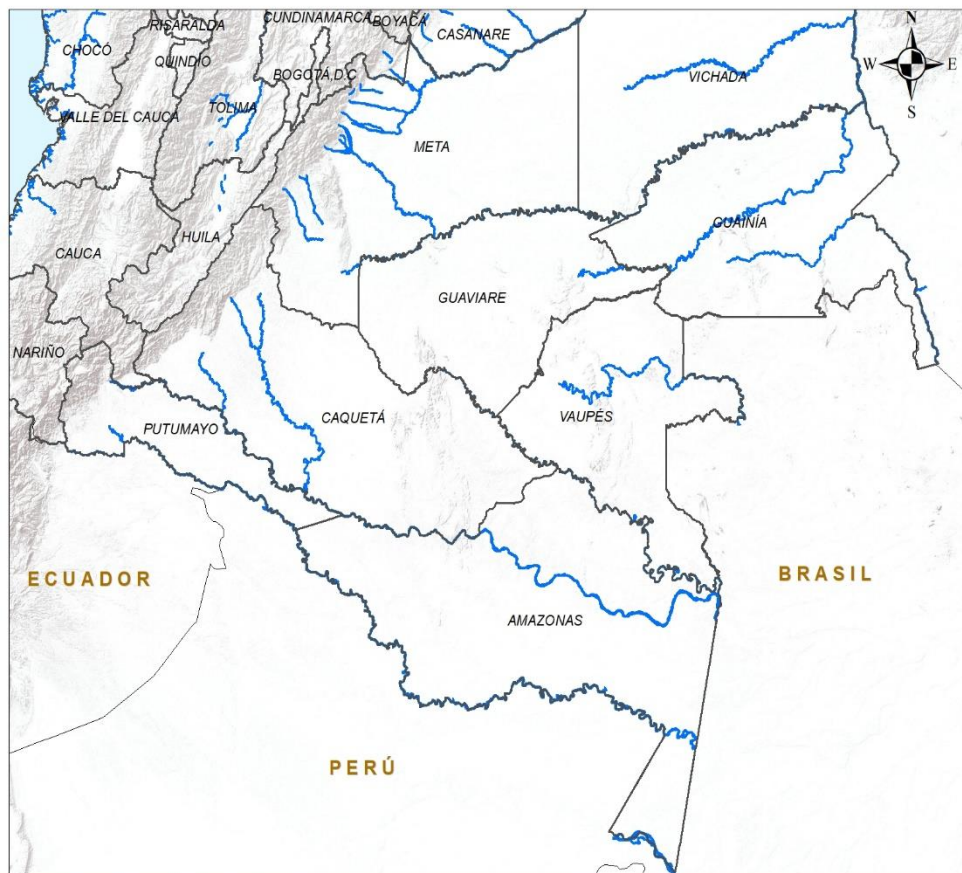 CUNDINAMARCA
BOYACÁ
RISARALDA
CASANARE
N
CHOCÓ
QUINDIO
BOGOTÁ,D.C
VICHADA
W
E
TOLIMA
S
VALLE DEL CAUCA
META
GUAINÍA
HUILA
CAUCA
GUAVIARE
NARIÑO
VAUPÉS
CAQUETÁ
PUTUMAYO
ECUADOR
BRASIL
AMAZONAS
PERÚ